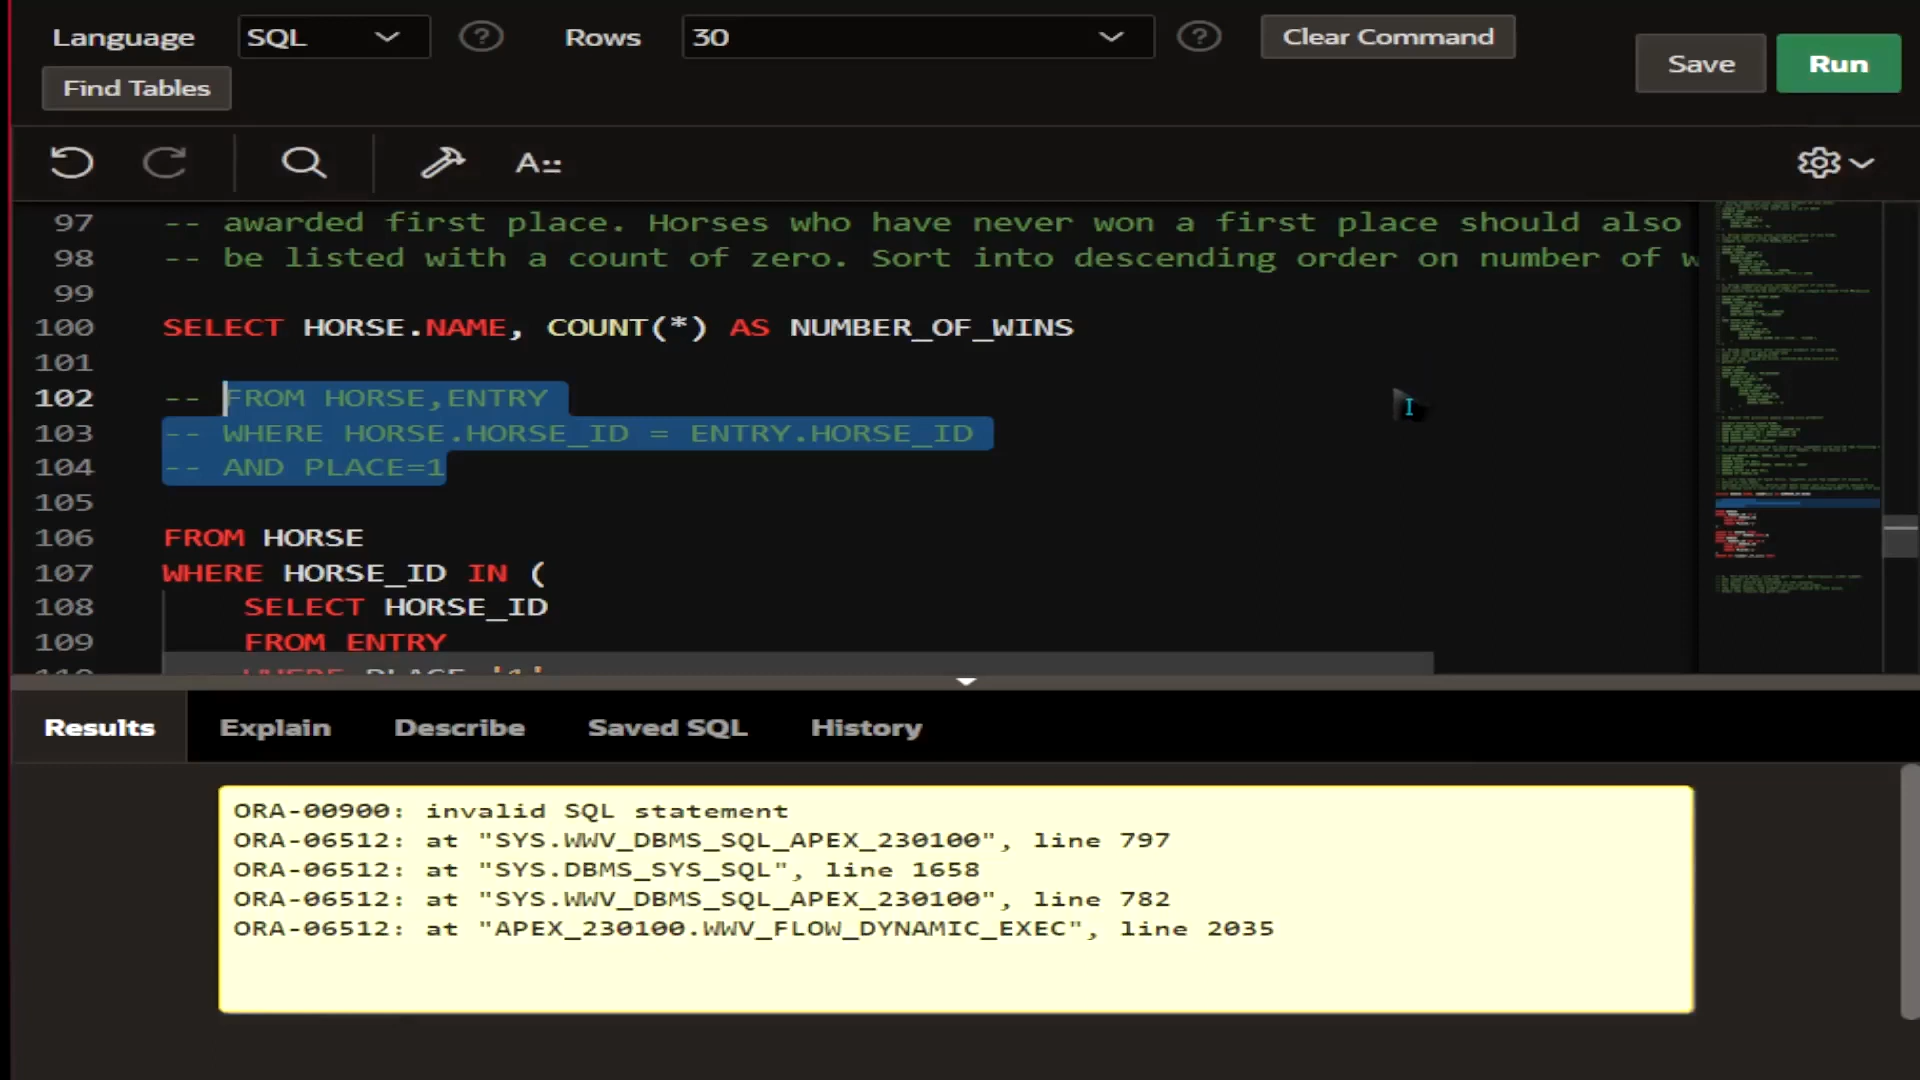 Language SQL Rows 30 Clear Command Save Run
Find Tables
97 -- awarded first place. Horses who have never won a first place should also
98 -- be listed with a count of zero. Sort into descending order on number of w
99
100 SELECT HORSE.NAME, COUNT(*) AS NUMBER_OF_WINS
101
102 -- FROM HORSE,ENTRY
103 -- WHERE HORSE.HORSE_ID = ENTRY.HORSE_ID
104 -- AND PLACE=1
105
106 FROM HORSE
107 WHERE HORSE_ID IN (
108 SELECT HORSE_ID
109 FROM ENTRY
Results Explain Describe Saved SQL History
ORA-00900: invalid SQL statement
ORA-06512: at "SYS.WWV_DBMS_SQL_APEX_230100", line 797
ORA-06512: at "SYS.DBMS_SYS_SQL", line 1658
ORA-06512: at "SYS.WWV_DBMS_SQL_APEX_230100", line 782
ORA-06512: at "APEX_230100.WWV_FLOW_DYNAMIC_EXEC", line 2035